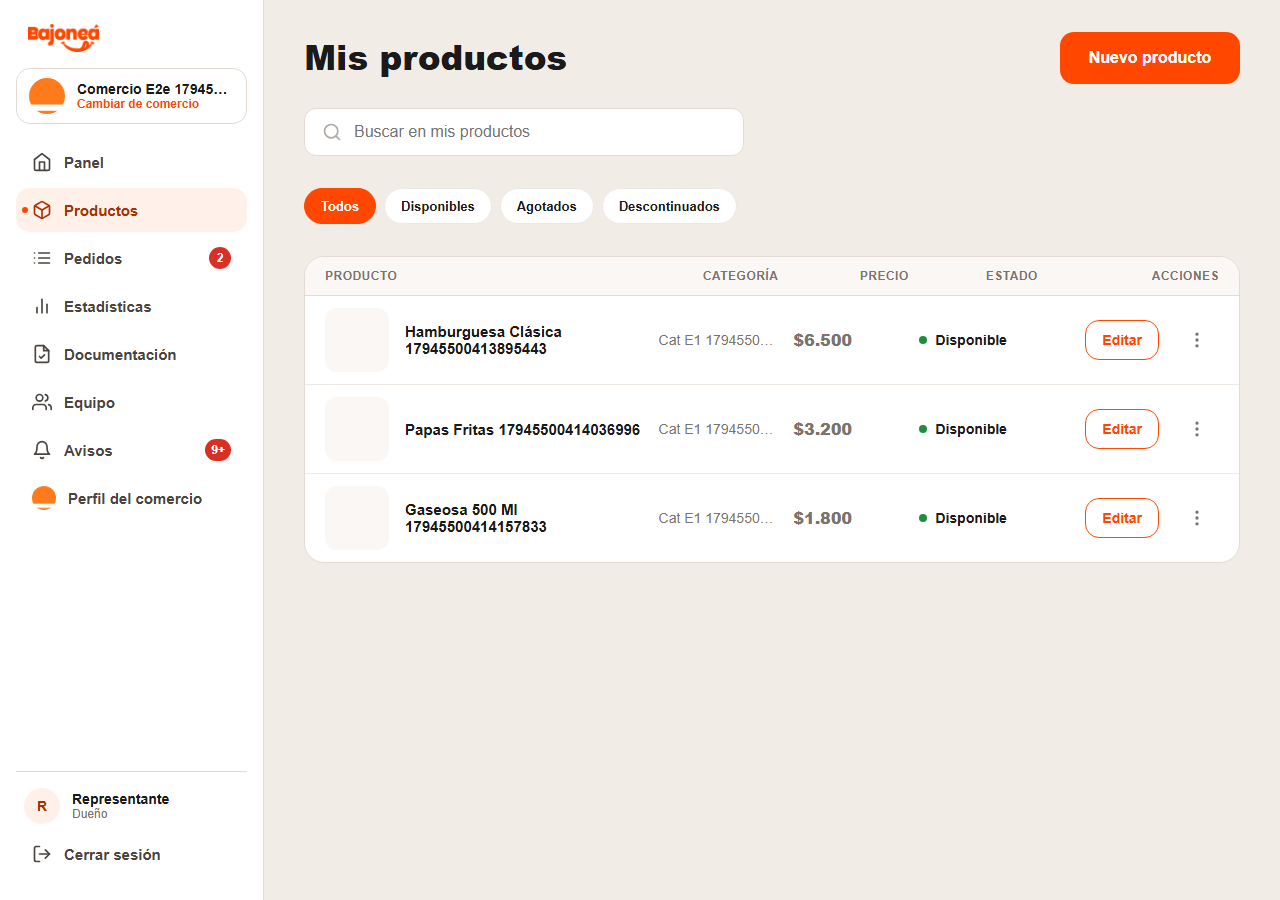 Bajoneá
Comercio E2e 17945…
Cambiar de comercio
Panel
Productos
Pedidos 2
Estadísticas
Documentación
Equipo
Avisos 9+
Perfil del comercio
R Representante
Dueño
Cerrar sesión
Mis productos
Nuevo producto
Buscar en mis productos
Todos Disponibles Agotados Descontinuados
PRODUCTO CATEGORÍA PRECIO ESTADO ACCIONES
Hamburguesa Clásica
17945500413895443
Cat E1 1794550… $6.500 Disponible Editar
Papas Fritas 17945500414036996 Cat E1 1794550… $3.200 Disponible Editar
Gaseosa 500 Ml
17945500414157833
Cat E1 1794550… $1.800 Disponible Editar